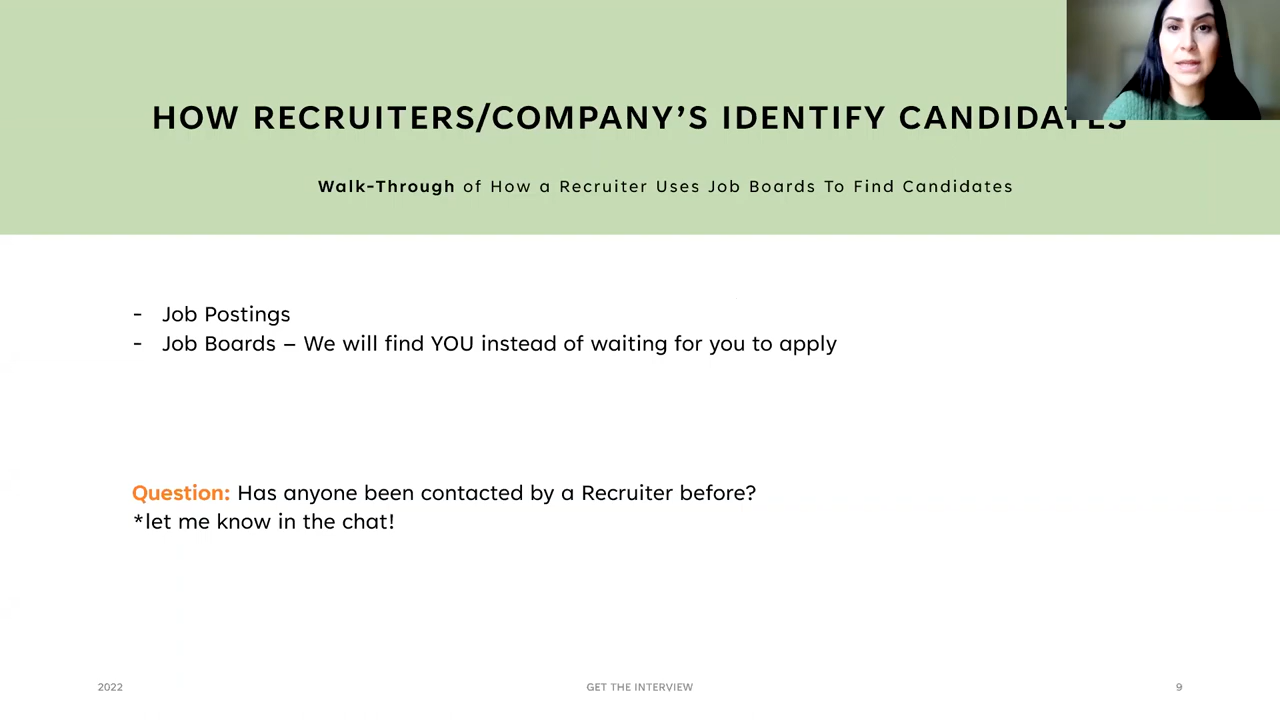 HOW RECRUITERS/COMPANY'S IDENTIFY CANDIDATES
Walk-Through of How a Recruiter Uses Job Boards To Find Candidates
- Job Postings
- Job Boards – We will find YOU instead of waiting for you to apply
Question: Has anyone been contacted by a Recruiter before?
*let me know in the chat!
2022 GET THE INTERVIEW 9